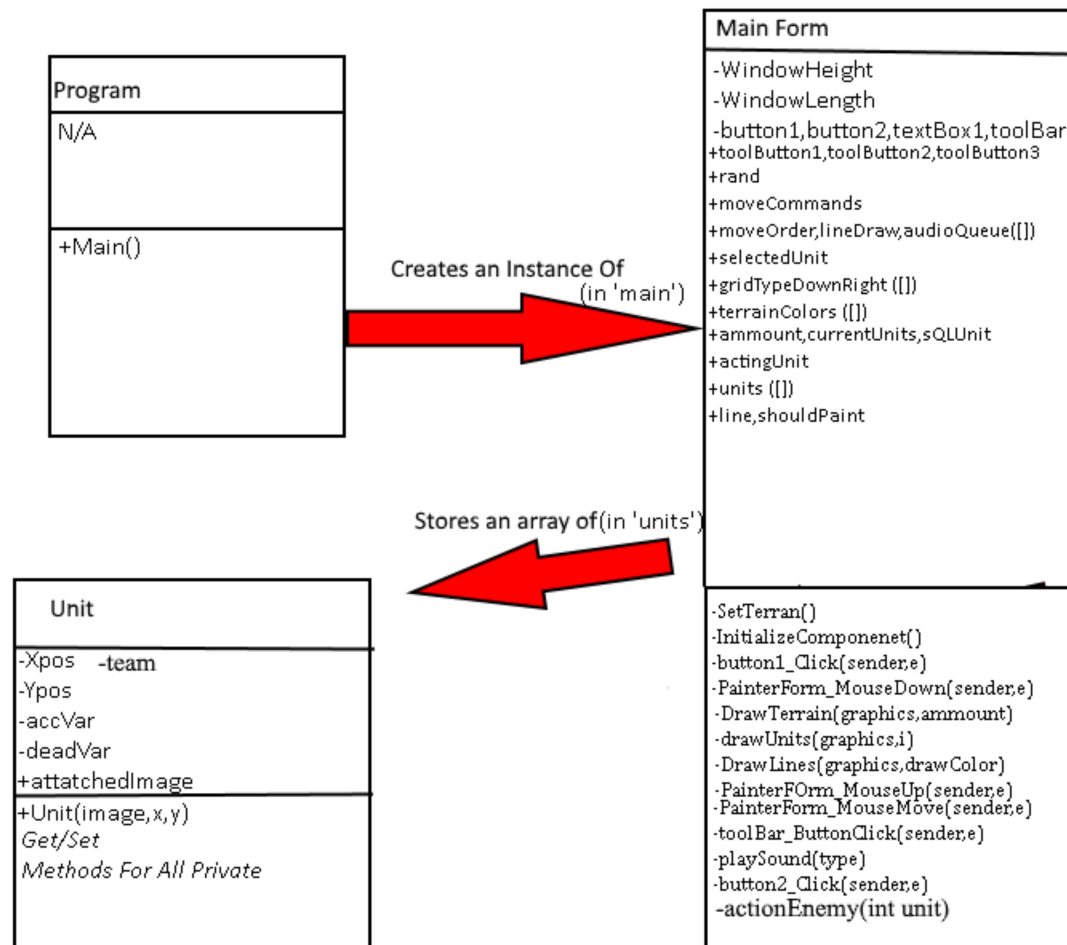 Program
N/A
+Main()
Creates an Instance Of
(in 'main')
Main Form
-WindowHeight
-WindowLength
-button1,button2,textBox1,toolBar
+toolButton1,toolButton2,toolButton3
+rand
+moveCommands
+moveOrder,lineDraw,audioQueue([])
+selectedUnit
+gridTypeDownRight ([])
+terrainColors ([])
+ammount,currentUnits,sQLUnit
+actingUnit
+units ([])
+line,shouldPaint
-SetTerran()
-InitializeComponenet()
-button1_Click(sender,e)
-PainterForm_MouseDown(sender,e)
-DrawTerrain(graphics,ammount)
-drawUnits(graphics,i)
-DrawLines(graphics,drawColor)
-PainterFOrm_MouseUp(sender,e)
-PainterForm_MouseMove(sender,e)
-toolBar_ButtonClick(sender,e)
-playSound(type)
-button2_Click(sender,e)
-actionEnemy(int unit)
Stores an array of(in 'units')
Unit
-Xpos -team
-Ypos
-accVar
-deadVar
+attatchedImage
+Unit(image,x,y)
Get/Set
Methods For All Private